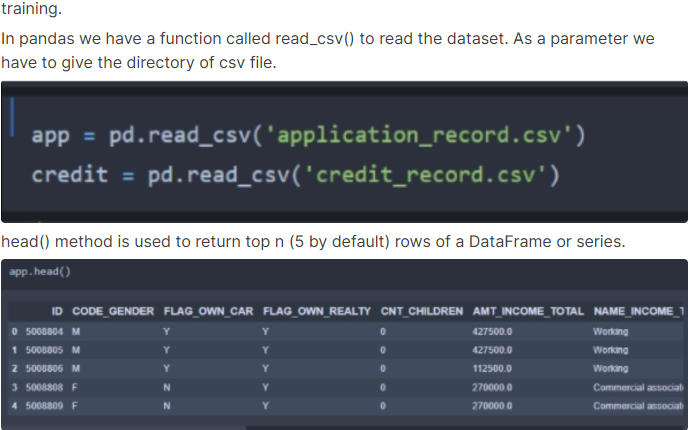 training.
In pandas we have a function called read_csv() to read the dataset. As a parameter we
have to give the directory of csv file.
app = pd.read_csv('application_record.csv')
credit = pd.read_csv('credit_record.csv')
head() method is used to return top n (5 by default) rows of a DataFrame or series.
app.head()
ID CODE_GENDER FLAG_OWN_CAR FLAG_OWN_REALTY CNT_CHILDREN AMT_INCOME_TOTAL NAME_INCOME_T
0 5008804 M Y Y 0 427500.0 Working
1 5008805 M Y Y 0 427500.0 Working
2 5008806 M Y Y 0 112500.0 Working
3 5008808 F N Y 0 270000.0 Commercial associat
4 5008809 F N Y 0 270000.0 Commercial associat